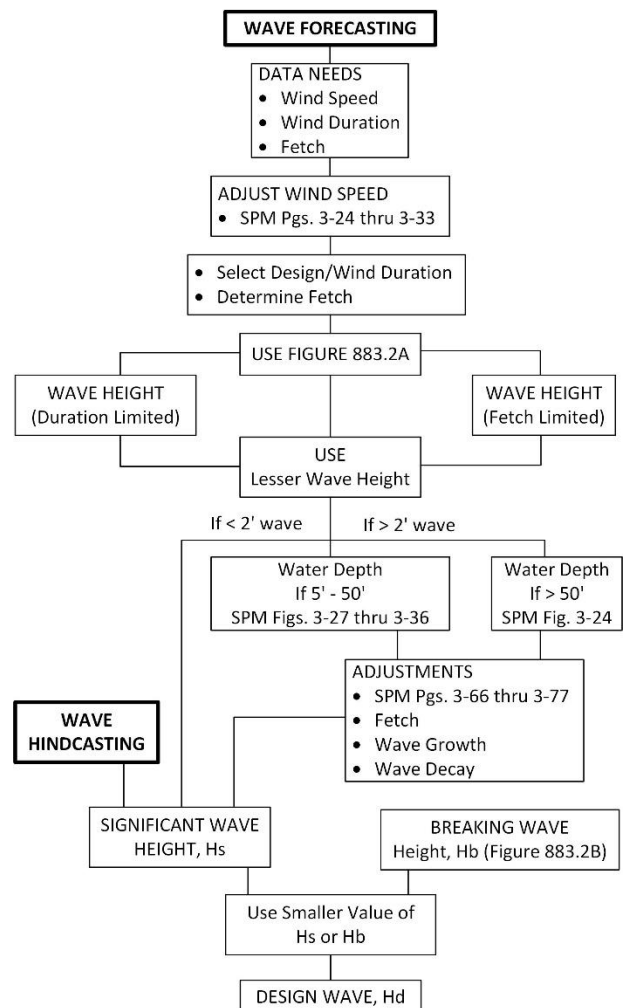 WAVE FORECASTING
DATA NEEDS
• Wind Speed
• Wind Duration
• Fetch
ADJUST WIND SPEED
• SPM Pgs. 3-24 thru 3-33
• Select Design/Wind Duration
• Determine Fetch
USE FIGURE 883.2A
WAVE HEIGHT
(Duration Limited)
WAVE HEIGHT
(Fetch Limited)
USE
Lesser Wave Height
If < 2' wave
If > 2' wave
Water Depth
If 5' - 50'
SPM Figs. 3-27 thru 3-36
Water Depth
If > 50'
SPM Fig. 3-24
ADJUSTMENTS
• SPM Pgs. 3-66 thru 3-77
• Fetch
• Wave Growth
• Wave Decay
WAVE
HINDCASTING
SIGNIFICANT WAVE
HEIGHT, Hs
BREAKING WAVE
Height, Hb (Figure 883.2B)
Use Smaller Value of
Hs or Hb
DESIGN WAVE, Hd